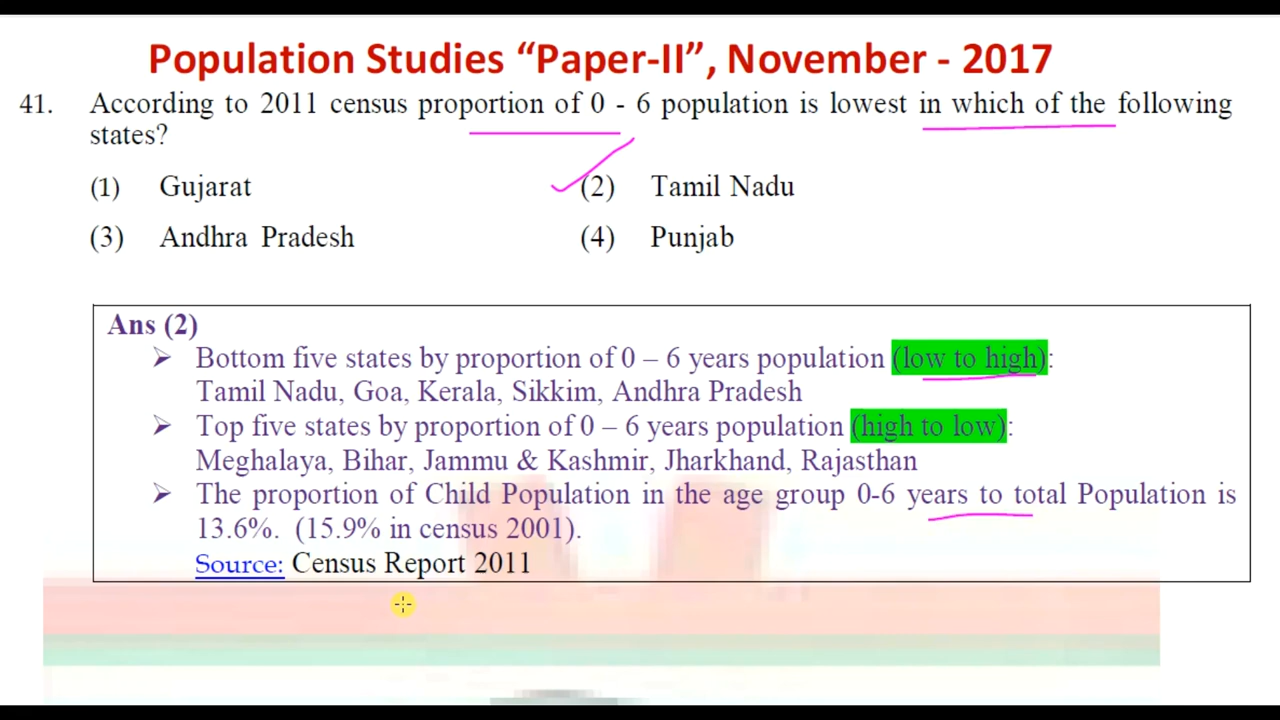 Population Studies “Paper-II”, November - 2017
41. According to 2011 census proportion of 0 - 6 population is lowest in which of the following
states?
(1) Gujarat (2) Tamil Nadu
(3) Andhra Pradesh (4) Punjab
Ans (2)
➢ Bottom five states by proportion of 0 – 6 years population (low to high):
Tamil Nadu, Goa, Kerala, Sikkim, Andhra Pradesh
➢ Top five states by proportion of 0 – 6 years population (high to low):
Meghalaya, Bihar, Jammu & Kashmir, Jharkhand, Rajasthan
➢ The proportion of Child Population in the age group 0-6 years to total Population is
13.6%. (15.9% in census 2001).
Source: Census Report 2011